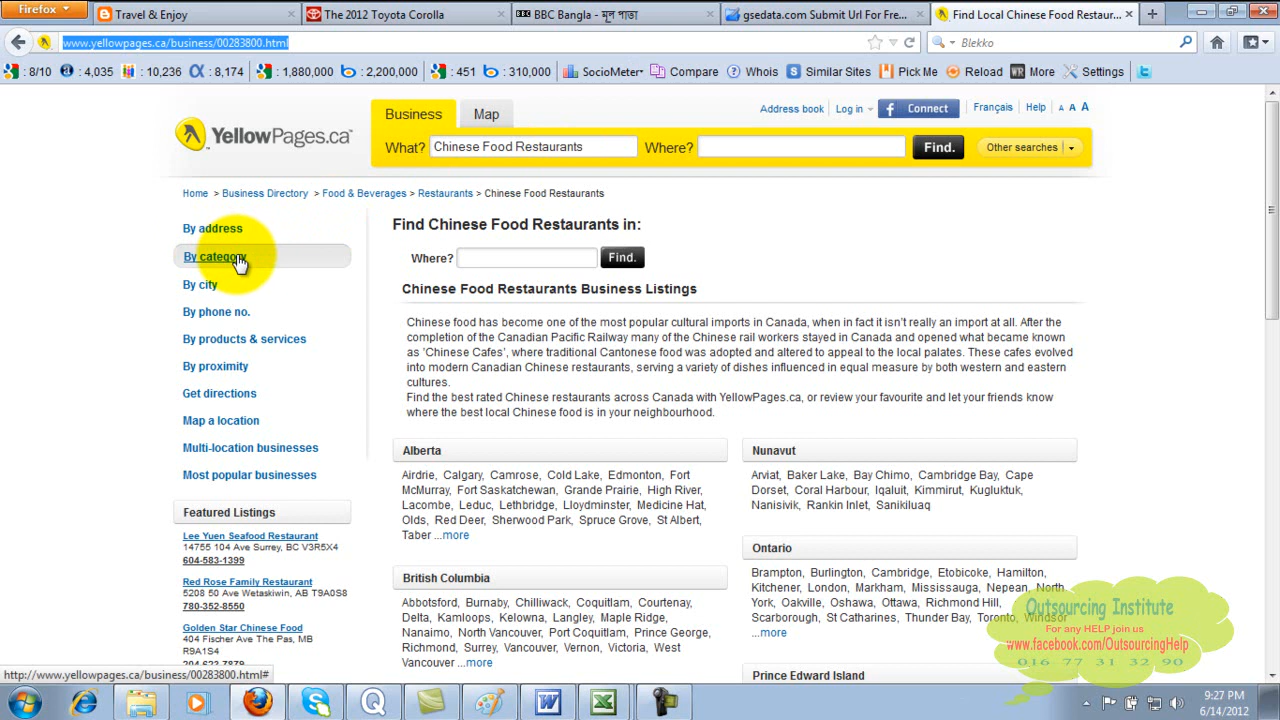 Firefox
Travel & Enjoy
The 2012 Toyota Corolla
BBC Bangla - মূল পাতা
gsedata.com Submit Url For Fre...
Find Local Chinese Food Restaur...
www.yellowpages.ca/business/00283800.html
Blekko
: 8/10
: 4,035
: 10,236
: 8,174
: 1,880,000
: 2,200,000
: 451
: 310,000
SocioMeter
Compare
Whois
Similar Sites
Pick Me
Reload
More
Settings
Business
Map
Address book
Log in
Connect
Français
Help
A A A
YellowPages.ca™
What? Chinese Food Restaurants
Where?
Find.
Other searches
Home > Business Directory > Food & Beverages > Restaurants > Chinese Food Restaurants
By address
By category
By city
By phone no.
By products & services
By proximity
Get directions
Map a location
Multi-location businesses
Most popular businesses
Featured Listings
Lee Yuen Seafood Restaurant
14755 104 Ave Surrey, BC V3R5X4
604-583-1399
Red Rose Family Restaurant
5208 50 Ave Wetaskiwin, AB T9A0S8
780-352-8550
Golden Star Chinese Food
404 Fischer Ave The Pas, MB
R9A1S4
204-623-7879
Find Chinese Food Restaurants in:
Where?
Find.
Chinese Food Restaurants Business Listings
Chinese food has become one of the most popular cultural imports in Canada, when in fact it isn't really an import at all. After the
completion of the Canadian Pacific Railway many of the Chinese rail workers stayed in Canada and opened what became known
as 'Chinese Cafes', where traditional Cantonese food was adopted and altered to appeal to the local palates. These cafes evolved
into modern Canadian Chinese restaurants, serving a variety of dishes influenced in equal measure by both western and eastern
cultures.
Find the best rated Chinese restaurants across Canada with YellowPages.ca, or review your favourite and let your friends know
where the best local Chinese food is in your neighbourhood.
Alberta
Airdrie, Calgary, Camrose, Cold Lake, Edmonton, Fort
McMurray, Fort Saskatchewan, Grande Prairie, High River,
Lacombe, Leduc, Lethbridge, Lloydminster, Medicine Hat,
Olds, Red Deer, Sherwood Park, Spruce Grove, St Albert,
Taber ...more
British Columbia
Abbotsford, Burnaby, Chilliwack, Coquitlam, Courtenay,
Delta, Kamloops, Kelowna, Langley, Maple Ridge,
Nanaimo, North Vancouver, Port Coquitlam, Prince George,
Richmond, Surrey, Vancouver, Vernon, Victoria, West
Vancouver ...more
Nunavut
Arviat, Baker Lake, Bay Chimo, Cambridge Bay, Cape
Dorset, Coral Harbour, Iqaluit, Kimmirut, Kugluktuk,
Nanisivik, Rankin Inlet, Sanikiluaq
Ontario
Brampton, Burlington, Cambridge, Etobicoke, Hamilton,
Kitchener, London, Markham, Mississauga, Nepean, North
York, Oakville, Oshawa, Ottawa, Richmond Hill,
Scarborough, St Catharines, Thunder Bay, Toronto, Windsor
...more
Prince Edward Island
Outsourcing Institute
For any HELP join us
www.facebook.com/OutsourcingHelp
016 77 31 32 90
http://www.yellowpages.ca/business/00283800.html#
9:27 PM
6/14/2012